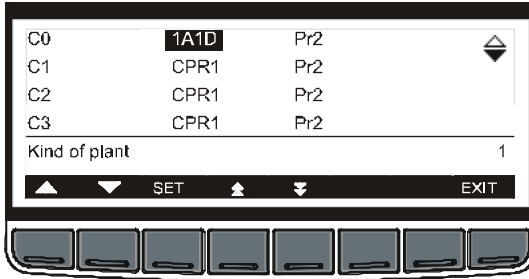 C0 1A1D Pr2
C1 CPR1 Pr2
C2 CPR1 Pr2
C3 CPR1 Pr2
Kind of plant 1
SET EXIT